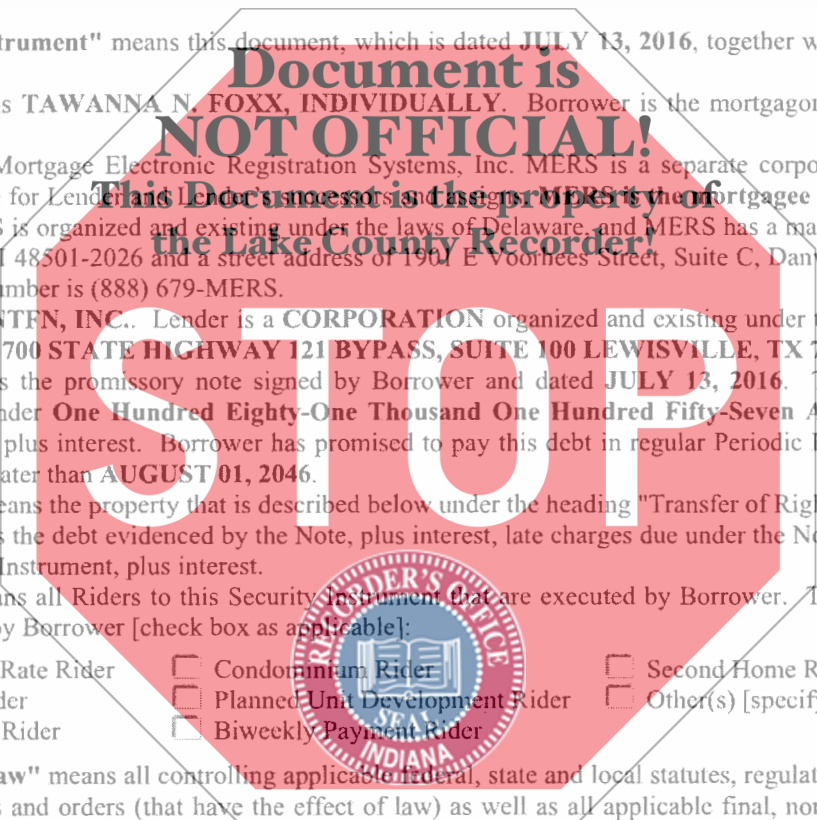 trument" means this document, which is dated JULY 13, 2016, together w
Document is
s TAWANNA N. FOXX, INDIVIDUALLY. Borrower is the mortgagor
NOT OFFICIAL!
Mortgage Electronic Registration Systems, Inc. MERS is a separate corpo
This Document is the property of
for Lender and Lender's successors and assigns. MERS is the mortgagee
S is organized and existing under the laws of Delaware, and MERS has a ma
the Lake County Recorder!
I 48501-2026 and a street address of 1901 E Voorhees Street, Suite C, Danv
umber is (888) 679-MERS.
NTFN, INC.. Lender is a CORPORATION organized and existing under t
700 STATE HIGHWAY 121 BYPASS, SUITE 100 LEWISVILLE, TX 7
s the promissory note signed by Borrower and dated JULY 13, 2016. T
nder One Hundred Eighty-One Thousand One Hundred Fifty-Seven A
plus interest. Borrower has promised to pay this debt in regular Periodic P
ater than AUGUST 01, 2046.
STOP
eans the property that is described below under the heading "Transfer of Righ
s the debt evidenced by the Note, plus interest, late charges due under the No
Instrument, plus interest.
ans all Riders to this Security Instrument that are executed by Borrower. T
by Borrower [check box as applicable]:
Rate Rider Condominium Rider Second Home R
der Planned Unit Development Rider Other(s) [specify
Rider Biweekly Payment Rider
RECORDER'S OFFICE
SEAL
INDIANA
aw" means all controlling applicable federal, state and local statutes, regulat
s and orders (that have the effect of law) as well as all applicable final, non